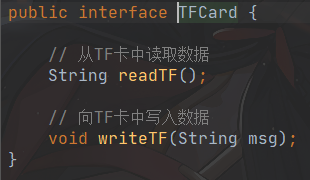 public interface TFCard {
// 从TF卡中读取数据
String readTF();
// 向TF卡中写入数据
void writeTF(String msg);
}